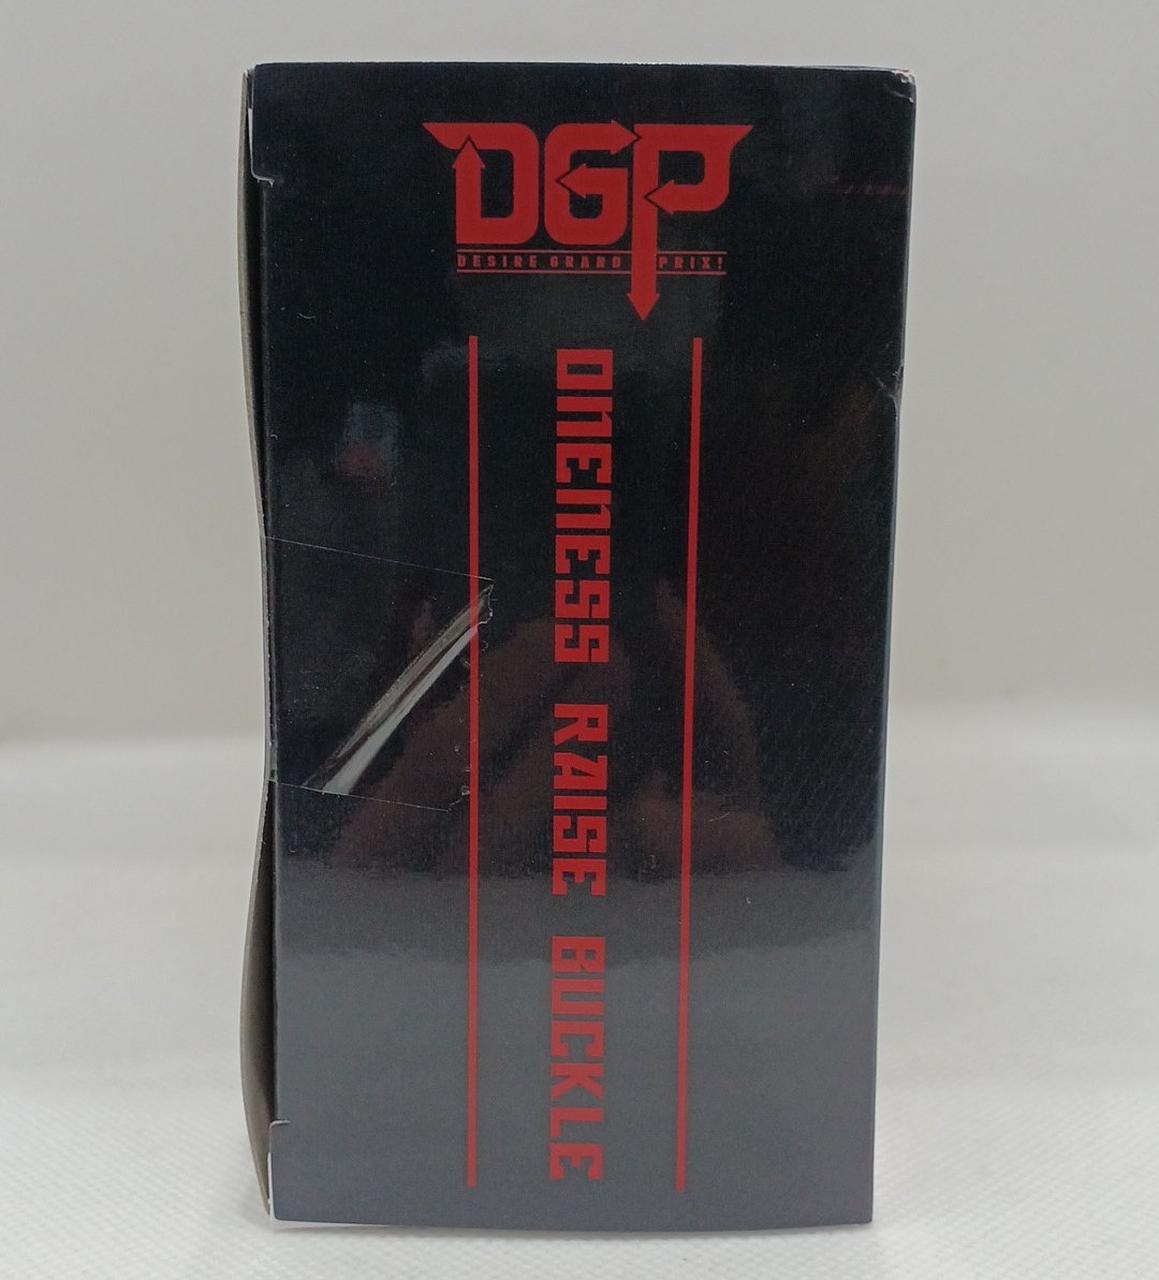 DGP
DESIRE GRAND PRIX!
ONENESS RAISE BUCKLE